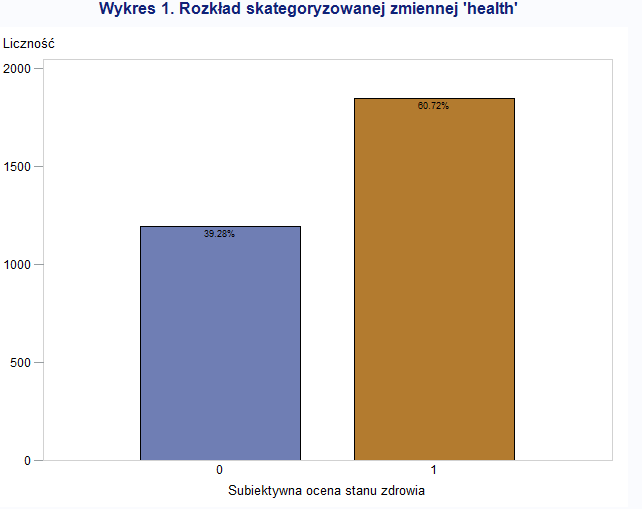 Wykres 1. Rozkład skategoryzowanej zmiennej 'health'
Liczność
2000
1500
1000
500
0
39.28%
60.72%
0 1
Subiektywna ocena stanu zdrowia